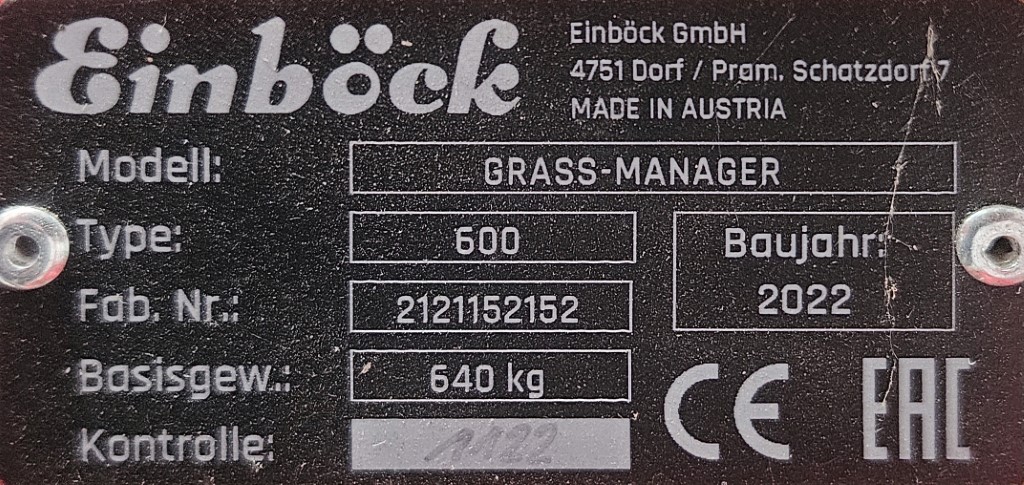 Einböck
Einböck GmbH
4751 Dorf / Pram. Schatzdorf 7
MADE IN AUSTRIA
Modell: GRASS-MANAGER
Type: 600
Baujahr:
2022
Fab. Nr.: 2121152152
Basisgew.: 640 kg
Kontrolle: 1122
CE EAC